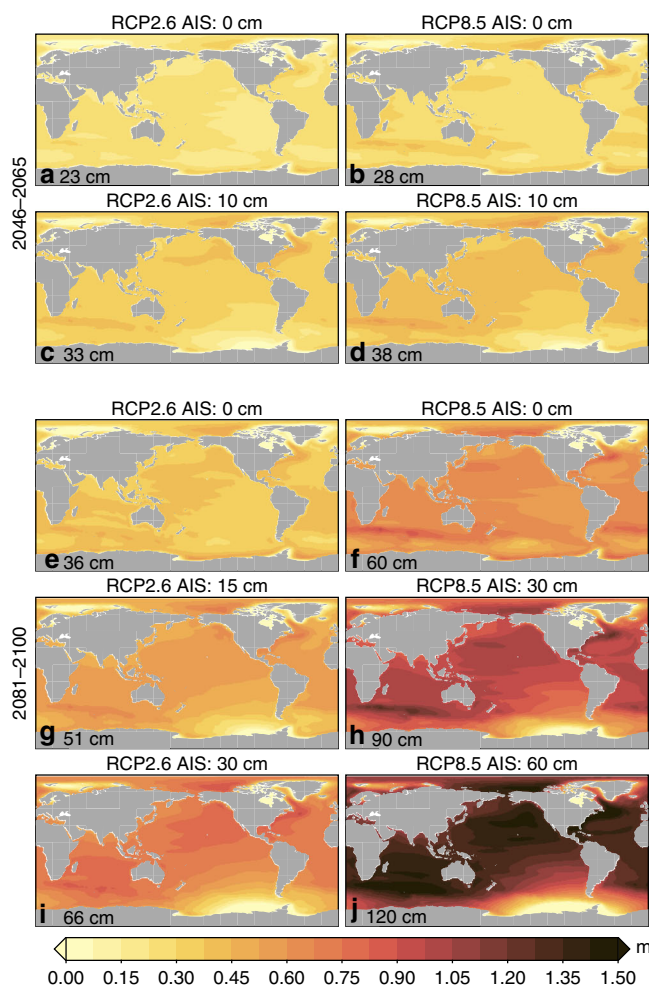 RCP2.6 AIS: 0 cm
RCP8.5 AIS: 0 cm
a 23 cm
b 28 cm
2046–2065
RCP2.6 AIS: 10 cm
RCP8.5 AIS: 10 cm
c 33 cm
d 38 cm
RCP2.6 AIS: 0 cm
RCP8.5 AIS: 0 cm
e 36 cm
f 60 cm
2081–2100
RCP2.6 AIS: 15 cm
RCP8.5 AIS: 30 cm
g 51 cm
h 90 cm
RCP2.6 AIS: 30 cm
RCP8.5 AIS: 60 cm
i 66 cm
j 120 cm
m
0.00 0.15 0.30 0.45 0.60 0.75 0.90 1.05 1.20 1.35 1.50